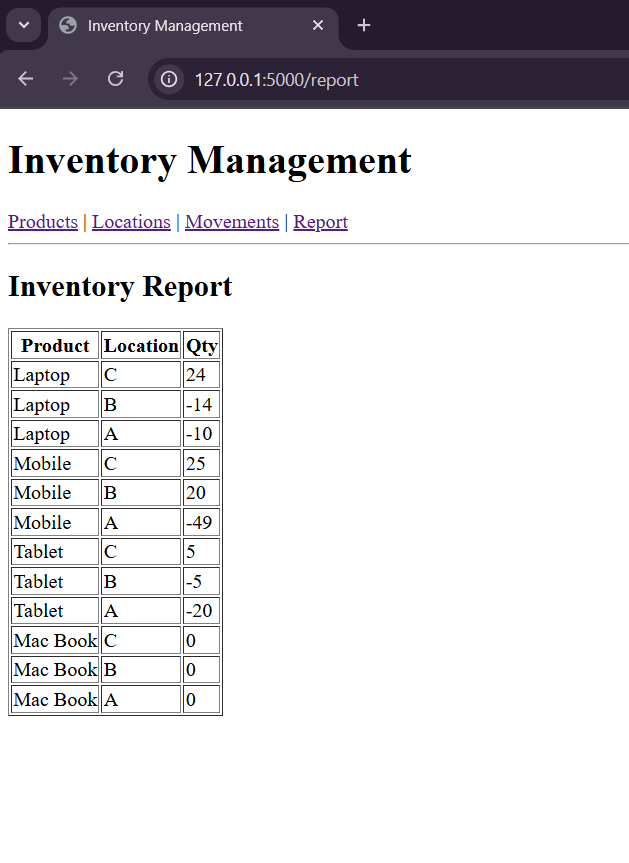 Inventory Management
127.0.0.1:5000/report
Inventory Management
Products | Locations | Movements | Report
Inventory Report
Product Location Qty
Laptop C 24
Laptop B -14
Laptop A -10
Mobile C 25
Mobile B 20
Mobile A -49
Tablet C 5
Tablet B -5
Tablet A -20
Mac Book C 0
Mac Book B 0
Mac Book A 0